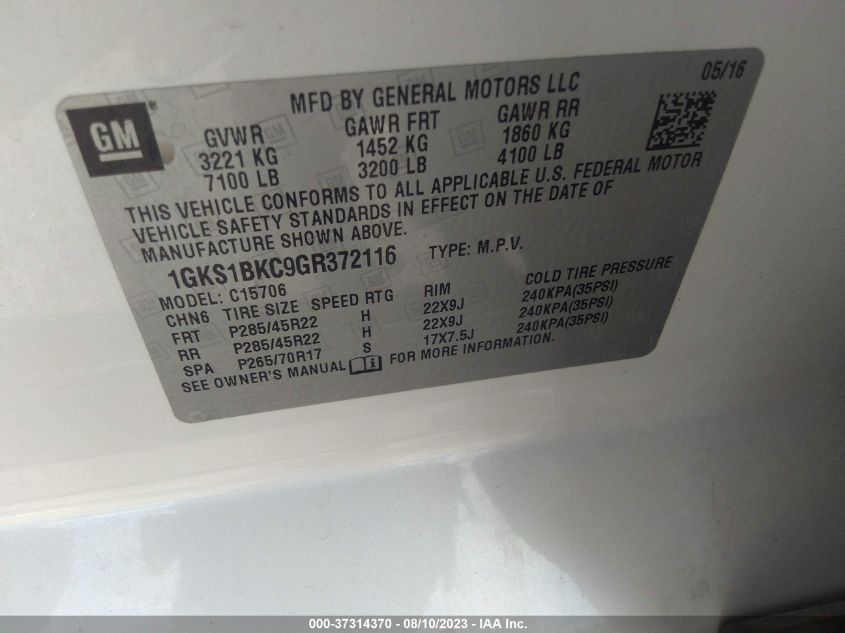 GM
MFD BY GENERAL MOTORS LLC
05/16
GVWR GAWR FRT GAWR RR
3221 KG 1452 KG 1860 KG
7100 LB 3200 LB 4100 LB
THIS VEHICLE CONFORMS TO ALL APPLICABLE U.S. FEDERAL MOTOR
VEHICLE SAFETY STANDARDS IN EFFECT ON THE DATE OF
MANUFACTURE SHOWN ABOVE.
1GKS1BKC9GR372116 TYPE: M.P.V.
MODEL: C15706
CHN6 TIRE SIZE SPEED RTG RIM COLD TIRE PRESSURE
FRT P285/45R22 H 22X9J 240KPA(35PSI)
RR P285/45R22 H 22X9J 240KPA(35PSI)
SPA P265/70R17 S 17X7.5J 240KPA(35PSI)
SEE OWNER'S MANUAL FOR MORE INFORMATION.
000-37314370 - 08/10/2023 - IAA Inc.